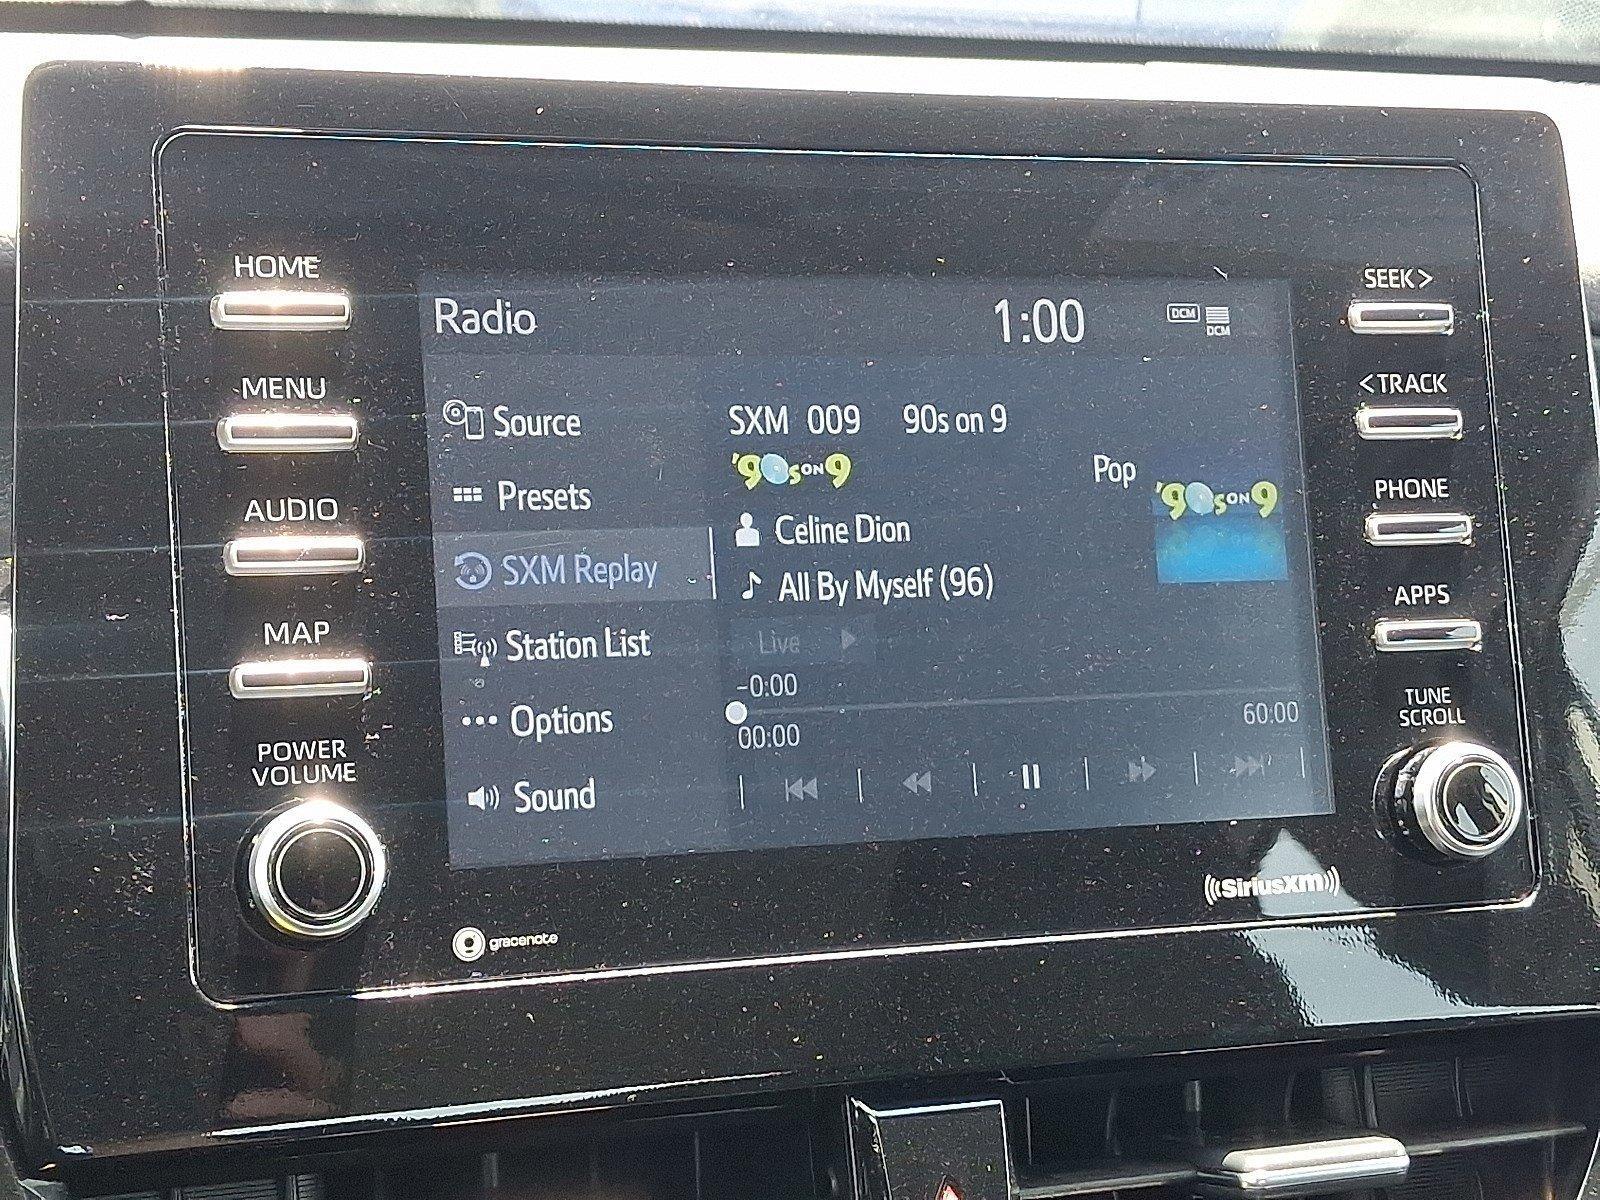 HOME
MENU
AUDIO
MAP
POWER
VOLUME
Radio
1:00
DCM
DCM
Source
Presets
SXM Replay
Station List
Options
Sound
SXM 009 90s on 9
'90s ON 9
Pop
'90s ON 9
Celine Dion
All By Myself (96)
Live
-0:00
00:00
60:00
SEEK >
< TRACK
PHONE
APPS
TUNE
SCROLL
gracenote
((SiriusXM))